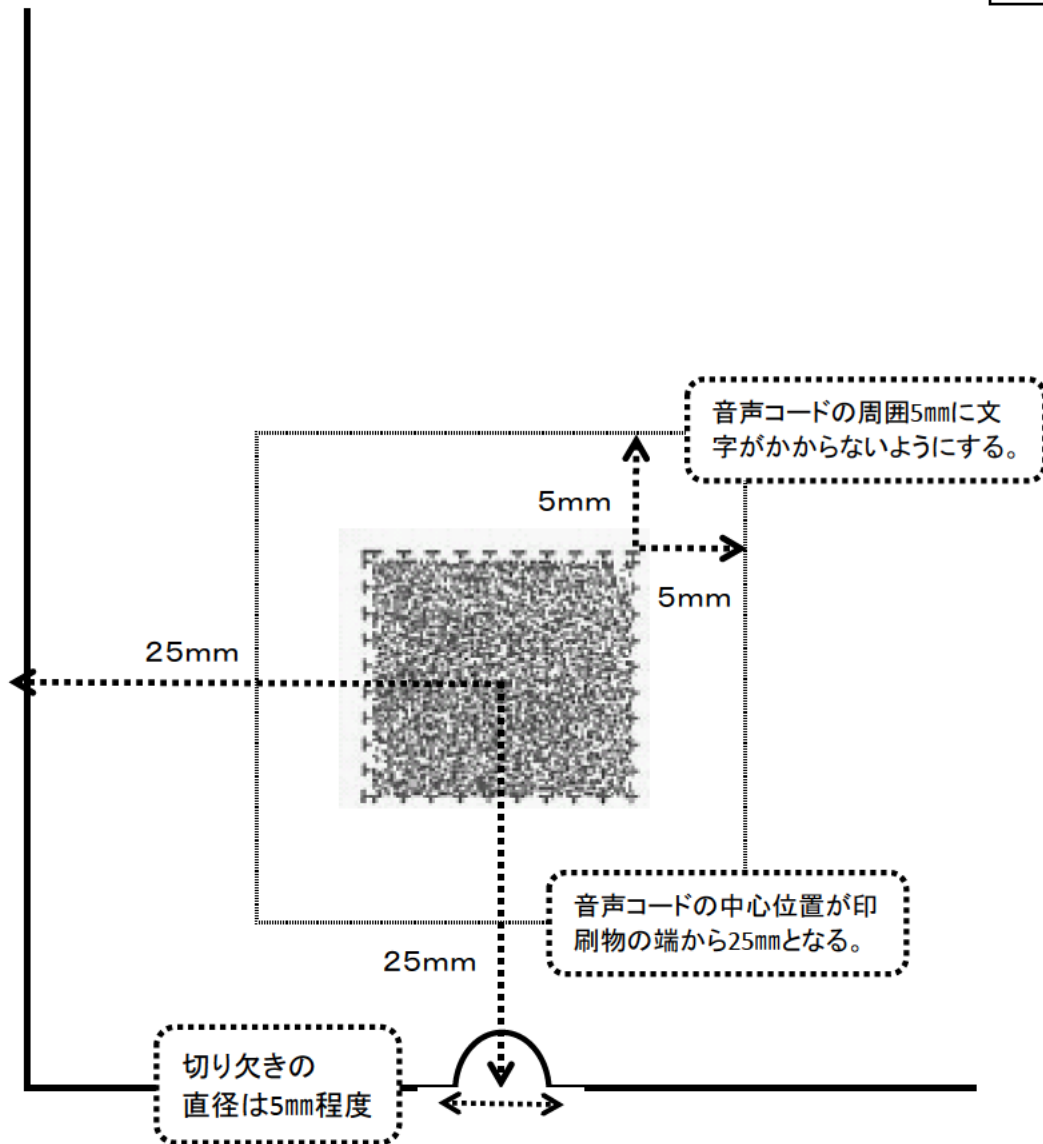 音声コードの周囲5㎜に文
字がかからないようにする。
5mm
5mm
25mm
音声コードの中心位置が印
刷物の端から25㎜となる。
25mm
切り欠きの
直径は5㎜程度